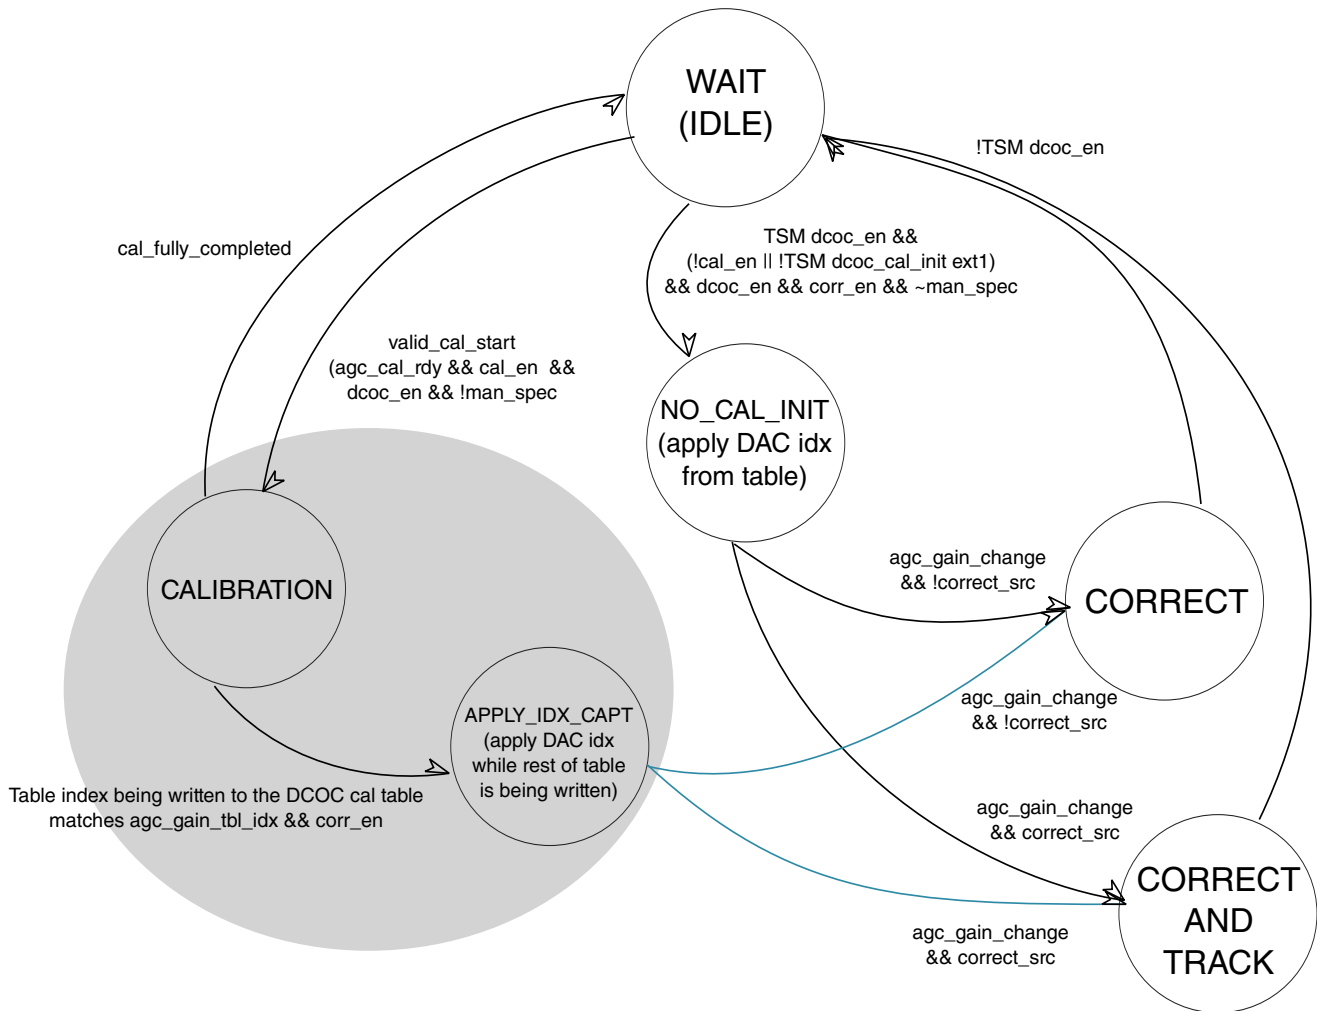 WAIT
(IDLE)
!TSM dcoc_en
cal_fully_completed
TSM dcoc_en &&
(!cal_en || !TSM dcoc_cal_init ext1)
&& dcoc_en && corr_en && ~man_spec
valid_cal_start
(agc_cal_rdy && cal_en &&
dcoc_en && !man_spec
NO_CAL_INIT
(apply DAC idx
from table)
CALIBRATION
agc_gain_change
&& !correct_src
CORRECT
APPLY_IDX_CAPT
(apply DAC idx
while rest of table
is being written)
agc_gain_change
&& !correct_src
Table index being written to the DCOC cal table
matches agc_gain_tbl_idx && corr_en
agc_gain_change
&& correct_src
CORRECT
AND
TRACK
agc_gain_change
&& correct_src